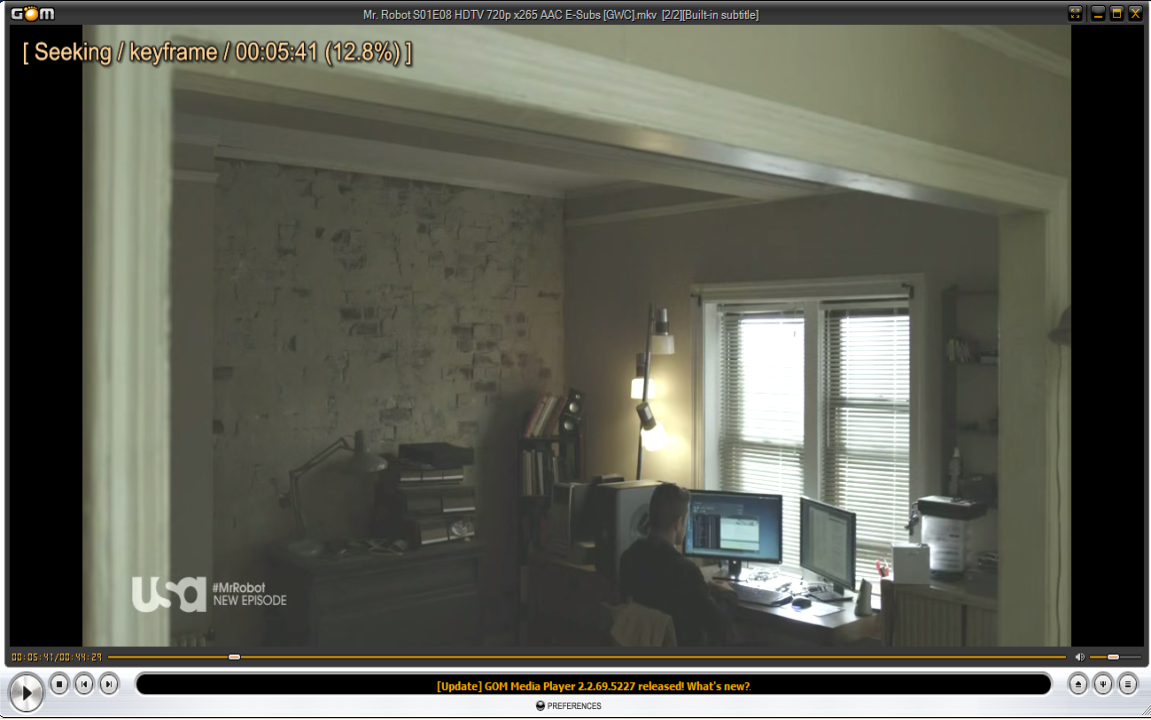 GOM
Mr. Robot S01E08 HDTV 720p x265 AAC E-Subs [GWC].mkv [2/2][Built-in subtitle]
[ Seeking / keyframe / 00:05:41 (12.8%) ]
usa
#MrRobot
NEW EPISODE
00:05:41/00:44:29
[Update] GOM Media Player 2.2.69.5227 released! What's new?
PREFERENCES